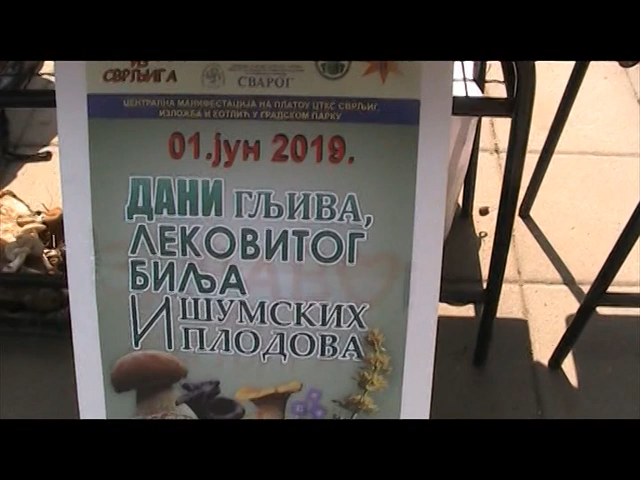 ИЗ
СВРЉИГА
СВАРОГ
ЦЕНТРАЛНА МАНИФЕСТАЦИЈА НА ПЛАТОУ ЦТКС СВРЉИГ,
ИЗЛОЖБА И КОТЛИЋ У ГРАДСКОМ ПАРКУ
01.јун 2019.
ДАНИ ГЉИВА,
ЛЕКОВИТОГ
БИЉА
И ШУМСКИХ
ПЛОДОВА